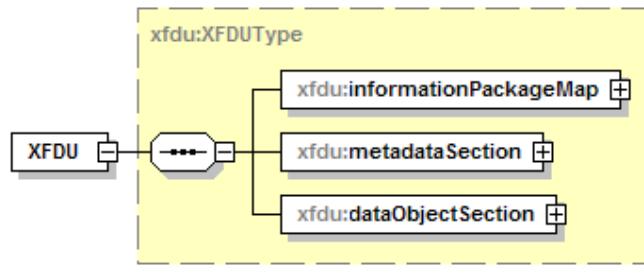 xfdu:XFDUType
xfdu:informationPackageMap
XFDU
xfdu:metadataSection
xfdu:dataObjectSection